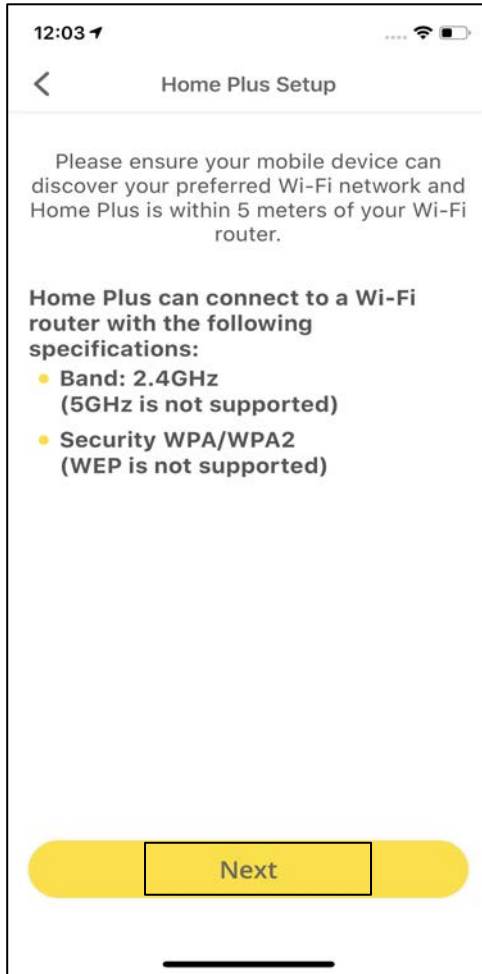 12:03
Home Plus Setup
Please ensure your mobile device can
discover your preferred Wi-Fi network and
Home Plus is within 5 meters of your Wi-Fi
router.
Home Plus can connect to a Wi-Fi
router with the following
specifications:
Band: 2.4GHz
(5GHz is not supported)
Security WPA/WPA2
(WEP is not supported)
Next